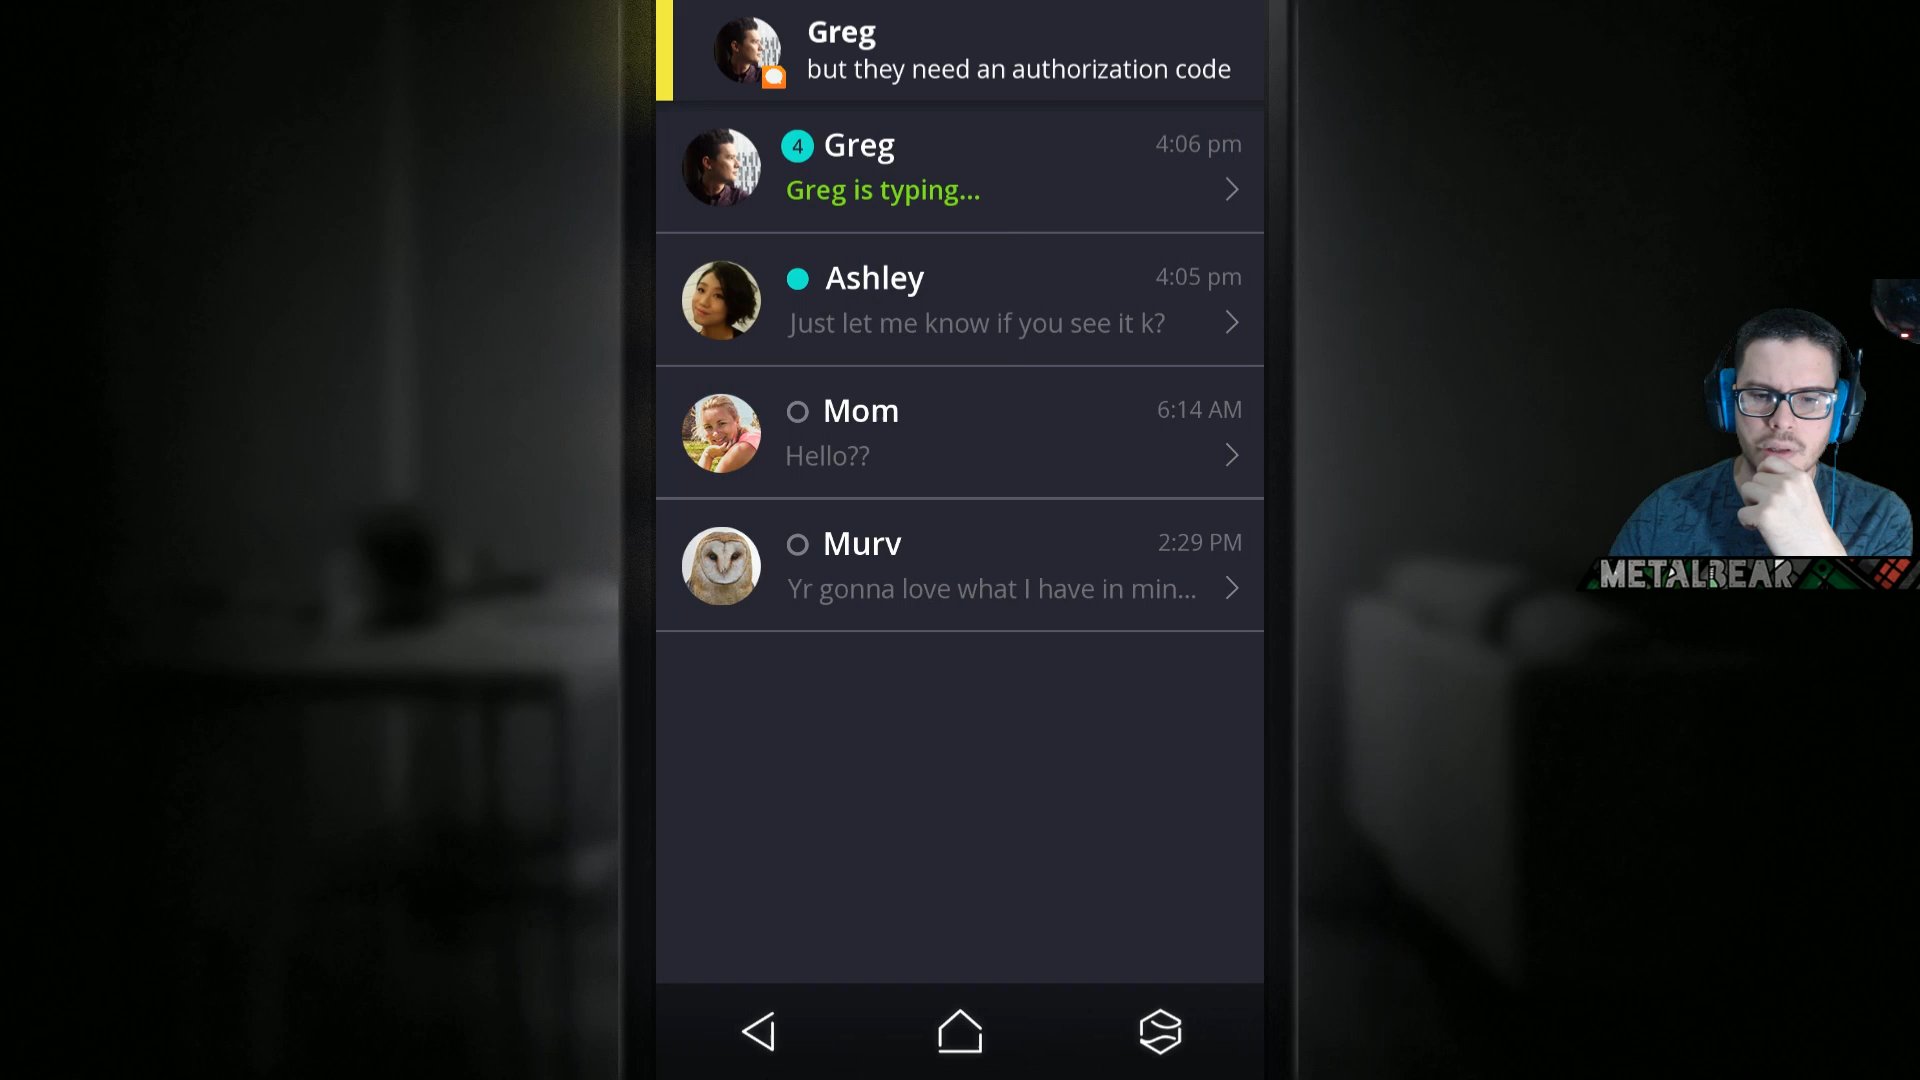 Greg
but they need an authorization code
4 Greg 4:06 pm
Greg is typing...
Ashley 4:05 pm
Just let me know if you see it k?
Mom 6:14 AM
Hello??
Murv 2:29 PM
Yr gonna love what I have in min...
METALBEAR